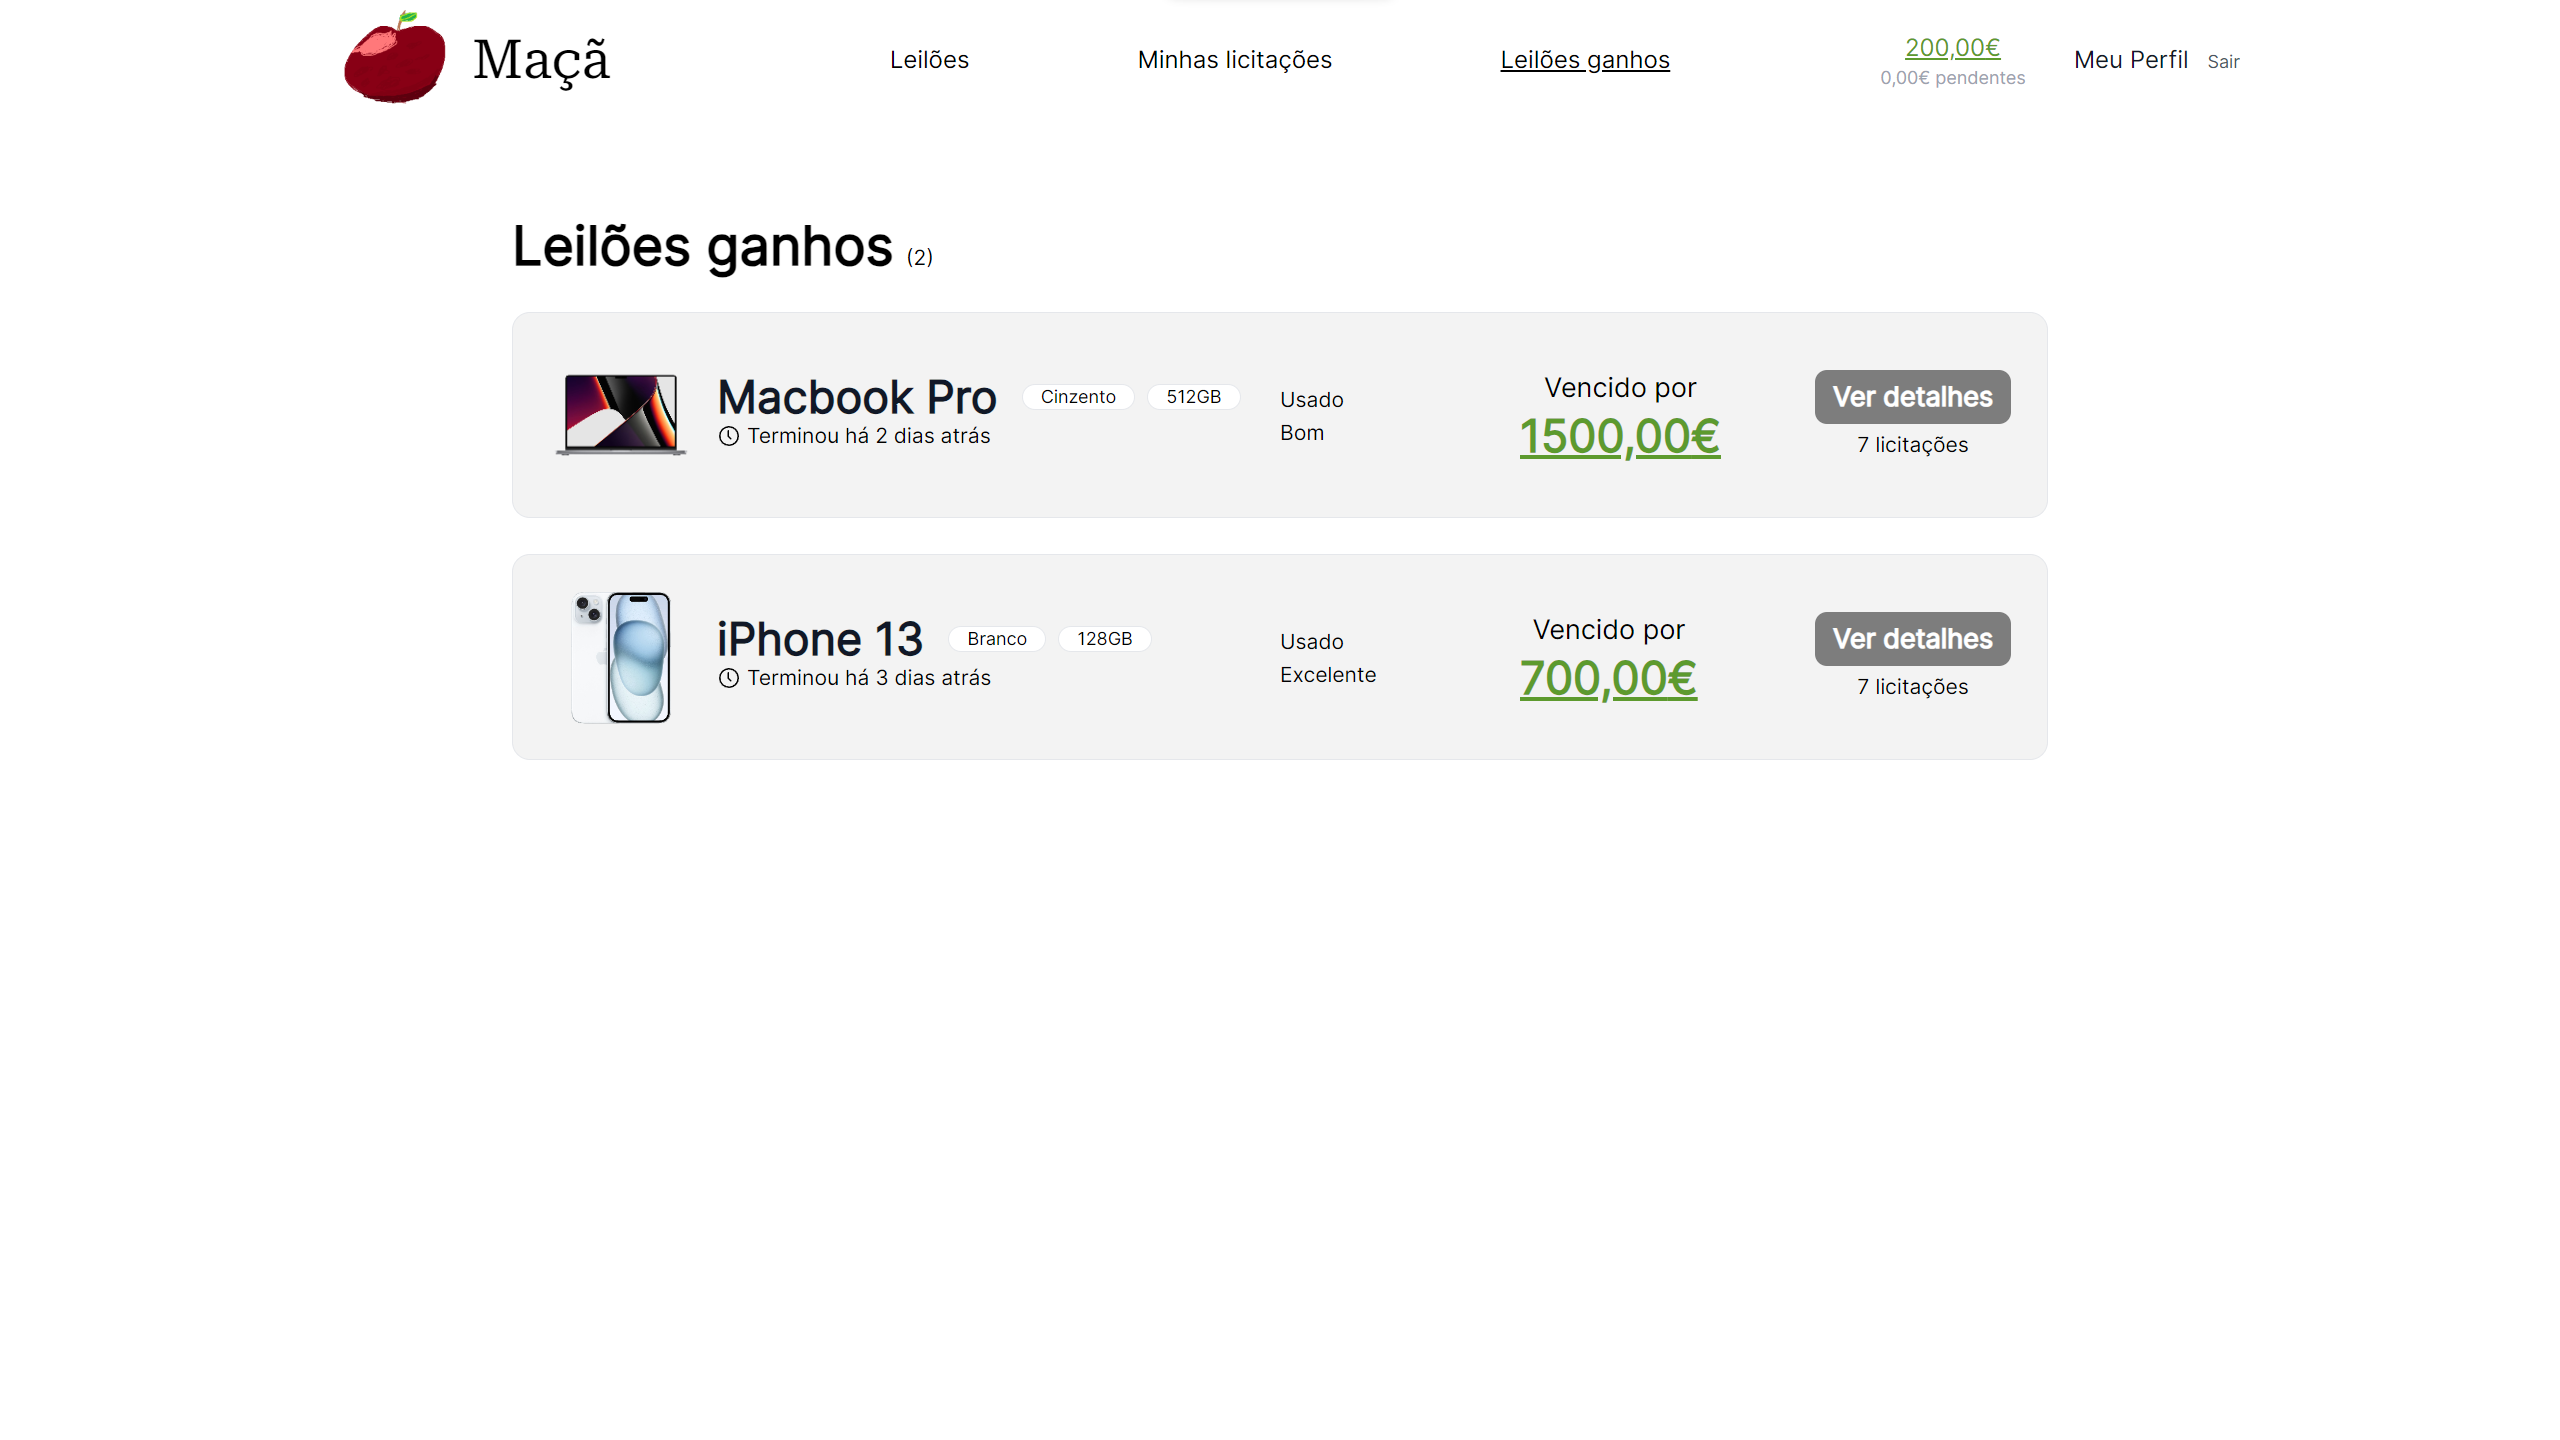 Maçã
Leilões
Minhas licitações
Leilões ganhos
200,00€
0,00€ pendentes
Meu Perfil
Sair
Leilões ganhos (2)
Macbook Pro
Cinzento
512GB
Terminou há 2 dias atrás
Usado
Bom
Vencido por
1500,00€
Ver detalhes
7 licitações
iPhone 13
Branco
128GB
Terminou há 3 dias atrás
Usado
Excelente
Vencido por
700,00€
Ver detalhes
7 licitações